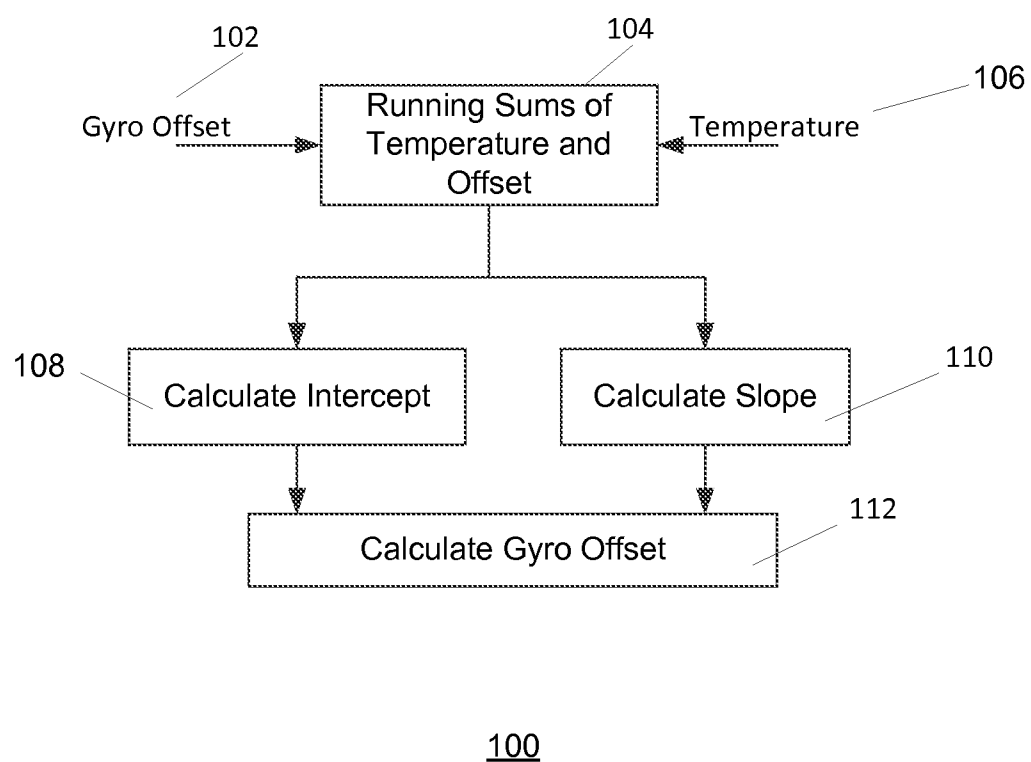 102
104
106
Gyro Offset
Running Sums of
Temperature and
Offset
Temperature
108
Calculate Intercept
Calculate Slope
110
Calculate Gyro Offset
112
100